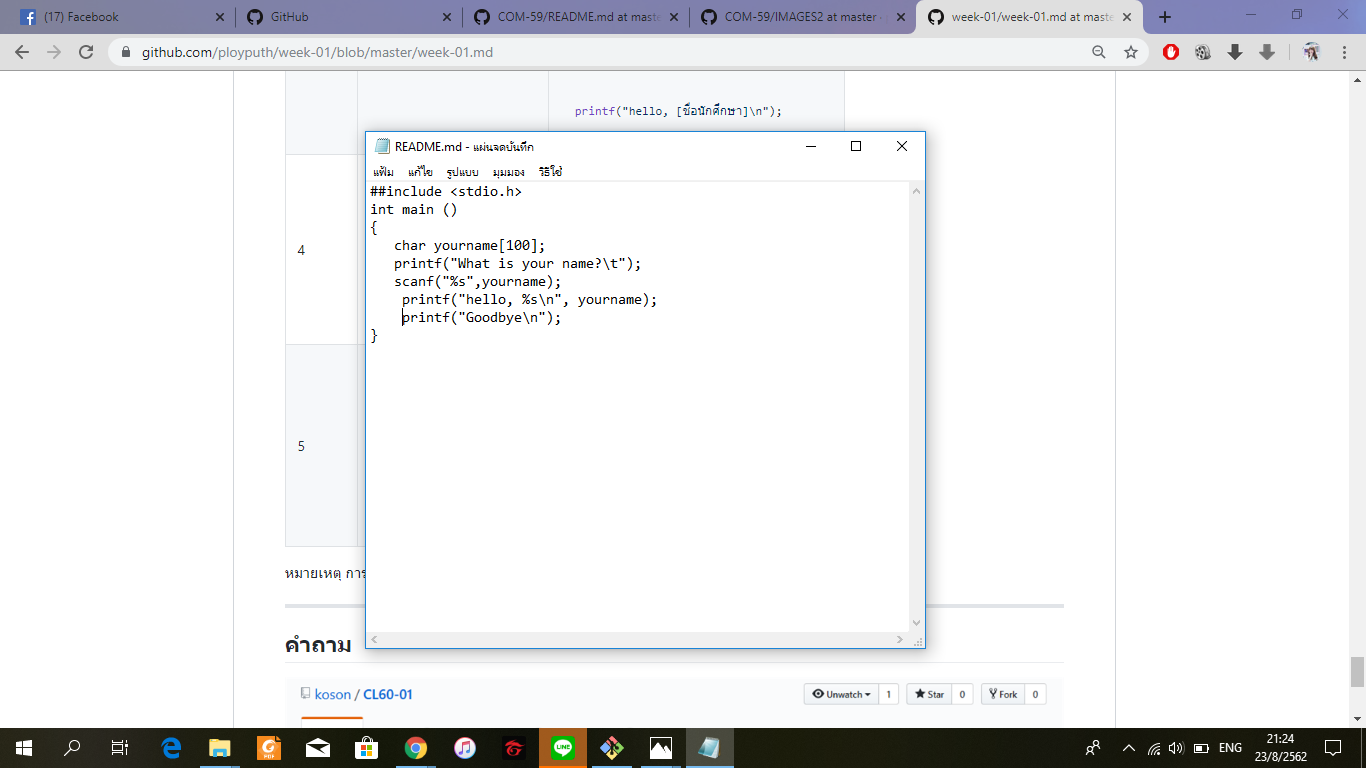 (17) Facebook
GitHub
COM-59/README.md at maste
COM-59/IMAGES2 at master ·
week-01/week-01.md at maste
github.com/ployputh/week-01/blob/master/week-01.md
printf("hello, [ชื่อนักศึกษา]\n");
README.md - แผ่นจดบันทึก
แฟ้ม แก้ไข รูปแบบ มุมมอง วิธีใช้
##include <stdio.h>
int main ()
{
char yourname[100];
printf("What is your name?\t");
scanf("%s",yourname);
printf("hello, %s\n", yourname);
printf("Goodbye\n");
}
4
5
หมายเหตุ การ
คำถาม
koson / CL60-01
Unwatch 1 Star 0 Fork 0
PDF
LINE
ENG
21:24
23/8/2562